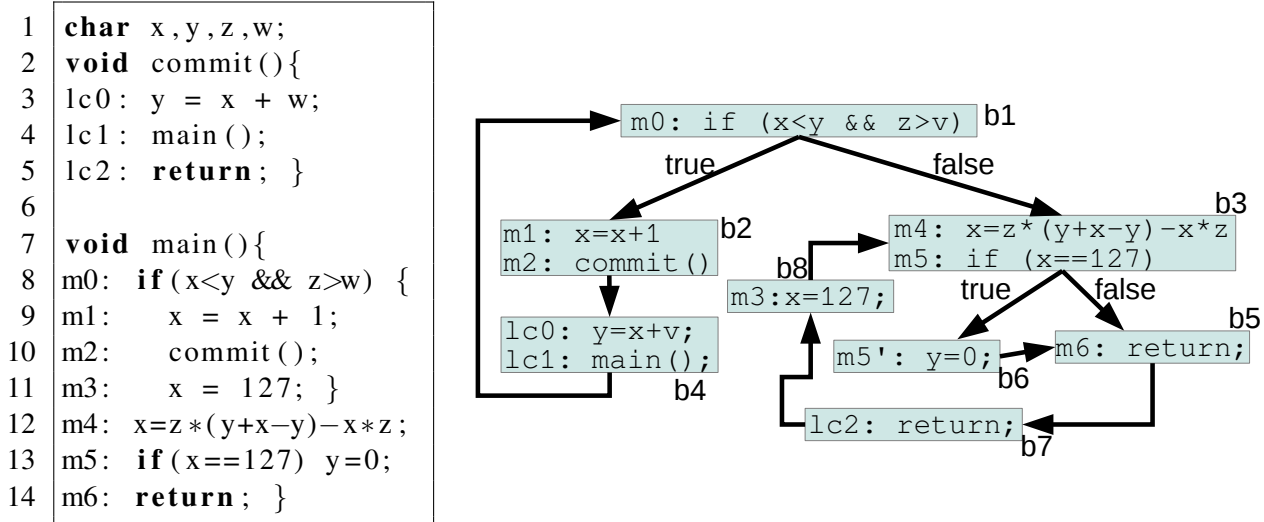 1 char x,y,z,w;
2 void commit(){
3 lc0: y = x + w;
4 lc1: main();
5 lc2: return; }
6
7 void main(){
8 m0: if(x<y && z>w) {
9 m1: x = x + 1;
10 m2: commit();
11 m3: x = 127; }
12 m4: x=z*(y+x-y)-x*z;
13 m5: if(x==127) y=0;
14 m6: return; }
m0: if (x<y && z>v) b1
true false
m1: x=x+1 b2
m2: commit()
m4: x=z*(y+x-y)-x*z b3
m5: if (x==127)
b8
m3:x=127;
true false
lc0: y=x+v;
lc1: main();
b4
m5': y=0;
b6
m6: return; b5
lc2: return;
b7